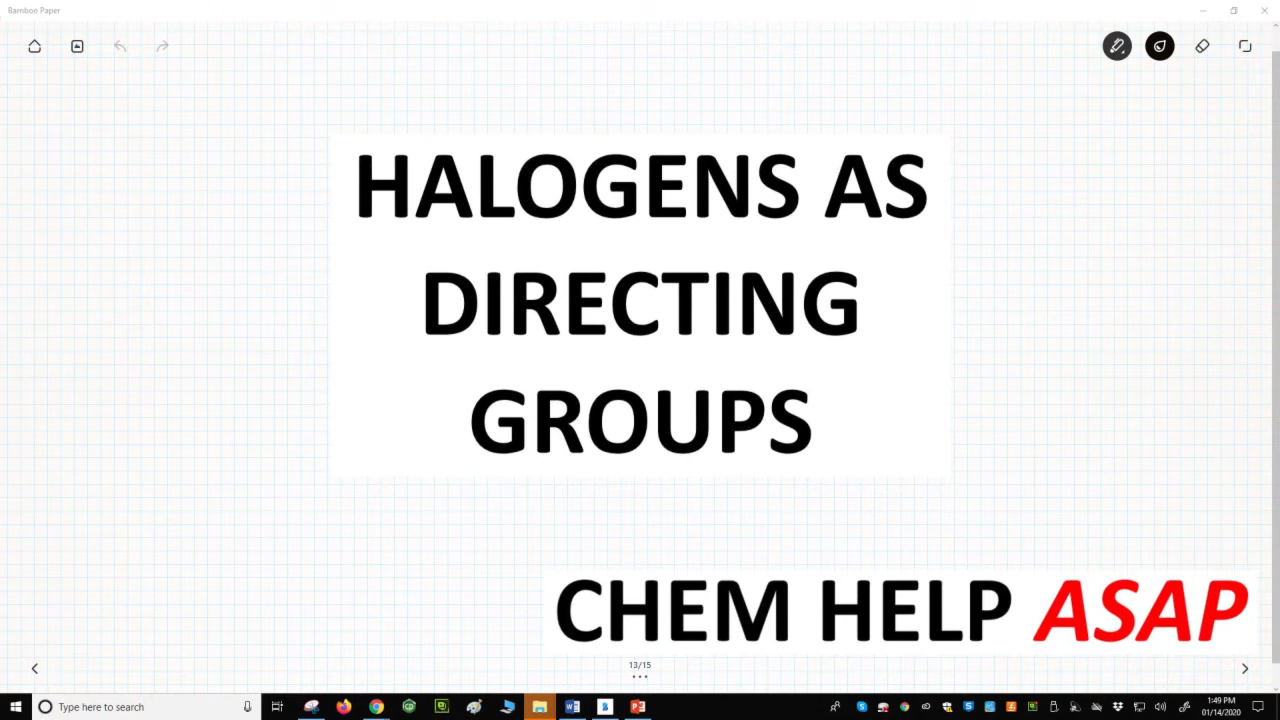 Bamboo Paper
HALOGENS AS
DIRECTING
GROUPS
CHEM HELP ASAP
13/15
Type here to search
1:49 PM
01/14/2020